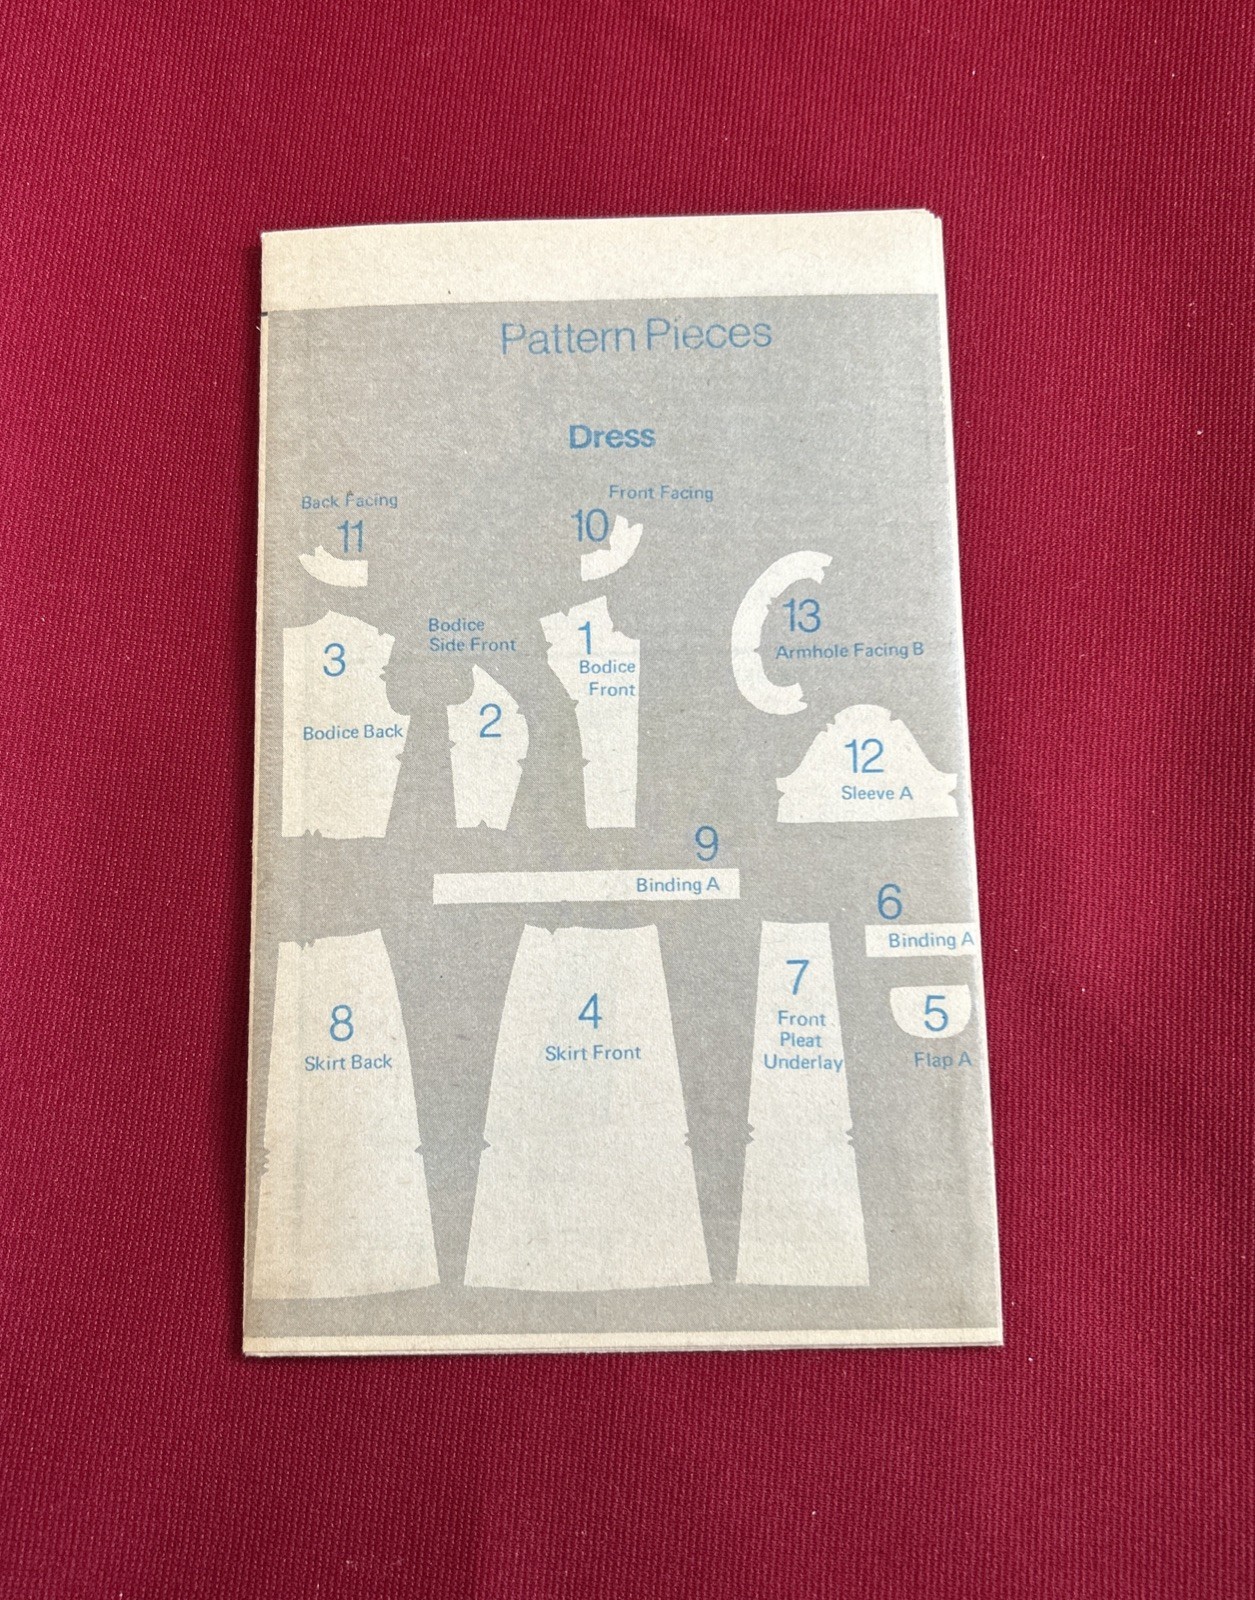 Pattern Pieces
Dress
Back Facing
11
Front Facing
10
13
Armhole Facing B
3
Bodice Back
Bodice
Side Front
2
1
Bodice
Front
12
Sleeve A
9
Binding A
6
Binding A
8
Skirt Back
4
Skirt Front
7
Front
Pleat
Underlay
5
Flap A